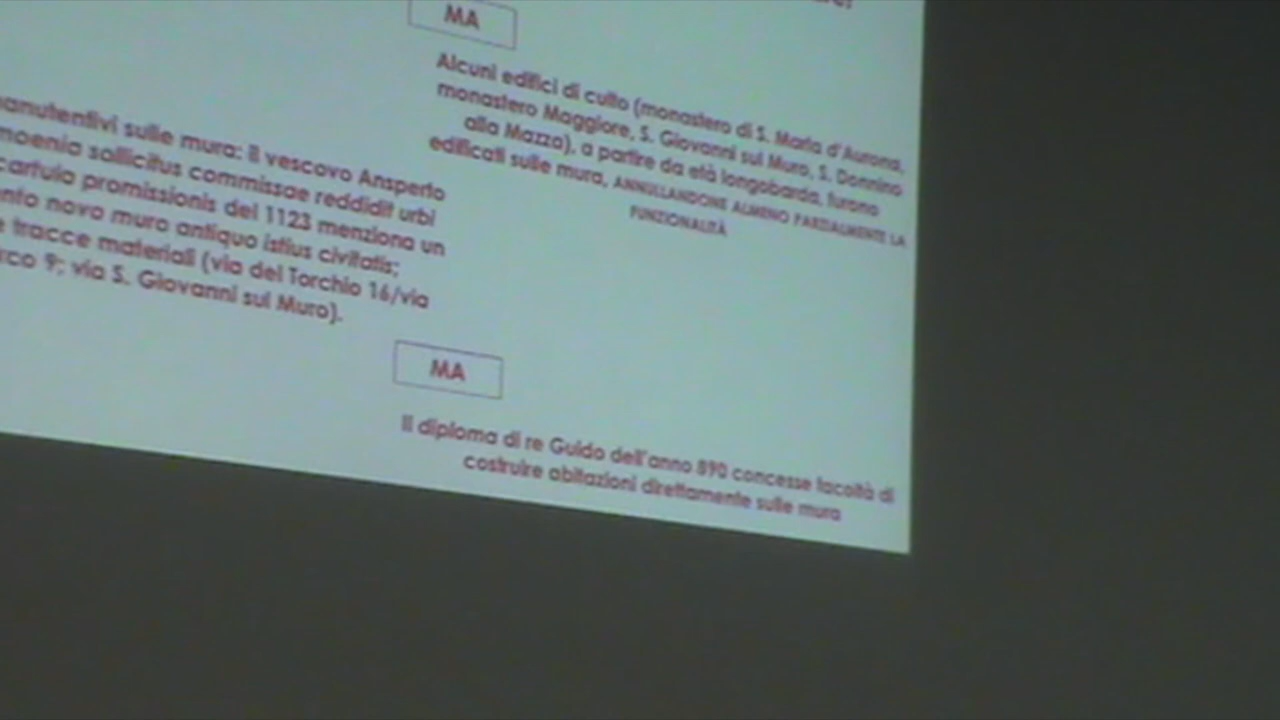 MA
Alcuni edifici di culto (monastero di S. Maria d'Aurona,
monastero Maggiore, S. Giovanni sul Muro, S. Donnino
alla Mazza), a partire da età longobarda, furono
edificati sulle mura, ANNULLANDONE ALMENO PARZIALMENTE LA
FUNZIONALITÀ
manutentivi sulle mura: il vescovo Ansperto
moenia sollicitus commissae reddidit urbi
cartula promissionis del 1123 menziona un
novo muro antiquo istius civitatis;
tracce materiali (via del Torchio 16/via
9; via S. Giovanni sul Muro).
MA
Il diploma di re Guido dell'anno 890 concesse facoltà di
costruire abitazioni direttamente sulle mura